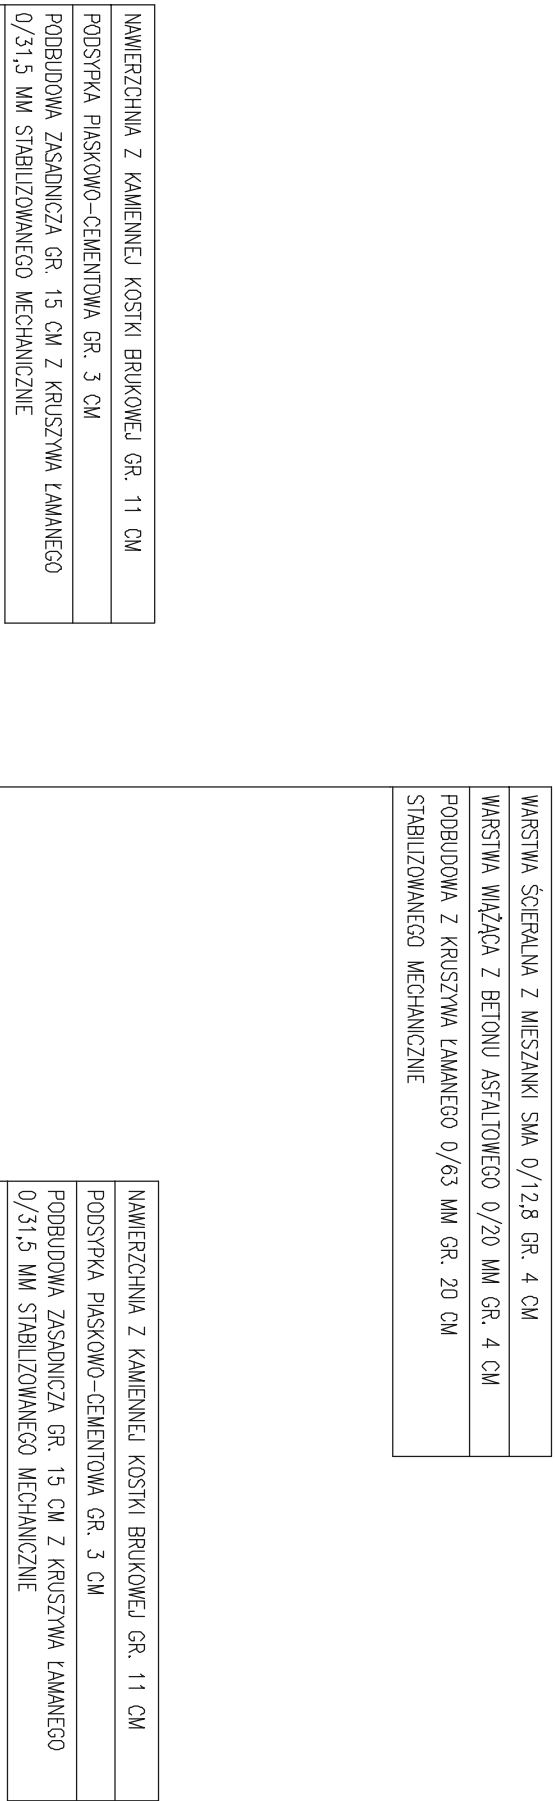 NAWIERZCHNIA Z KAMIENNEJ KOSTKI BRUKOWEJ GR. 11 CM
PODSYPKA PIASKOWO-CEMENTOWA GR. 3 CM
PODBUDOWA ZASADNICZA GR. 15 CM Z KRUSZYWA ŁAMANEGO
0/31,5 MM STABILIZOWANEGO MECHANICZNIE
WARSTWA ŚCIERALNA Z MIESZANKI SMA 0/12,8 GR. 4 CM
WARSTWA WIĄŻĄCA Z BETONU ASFALTOWEGO 0/20 MM GR. 4 CM
PODBUDOWA Z KRUSZYWA ŁAMANEGO 0/63 MM GR. 20 CM
STABILIZOWANEGO MECHANICZNIE
NAWIERZCHNIA Z KAMIENNEJ KOSTKI BRUKOWEJ GR. 11 CM
PODSYPKA PIASKOWO-CEMENTOWA GR. 3 CM
PODBUDOWA ZASADNICZA GR. 15 CM Z KRUSZYWA ŁAMANEGO
0/31,5 MM STABILIZOWANEGO MECHANICZNIE